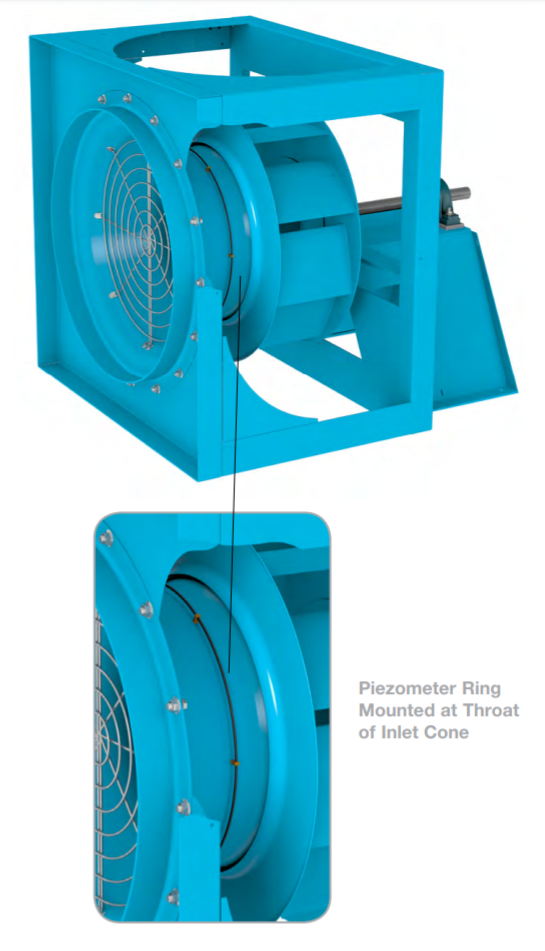 Piezometer Ring
Mounted at Throat
of Inlet Cone